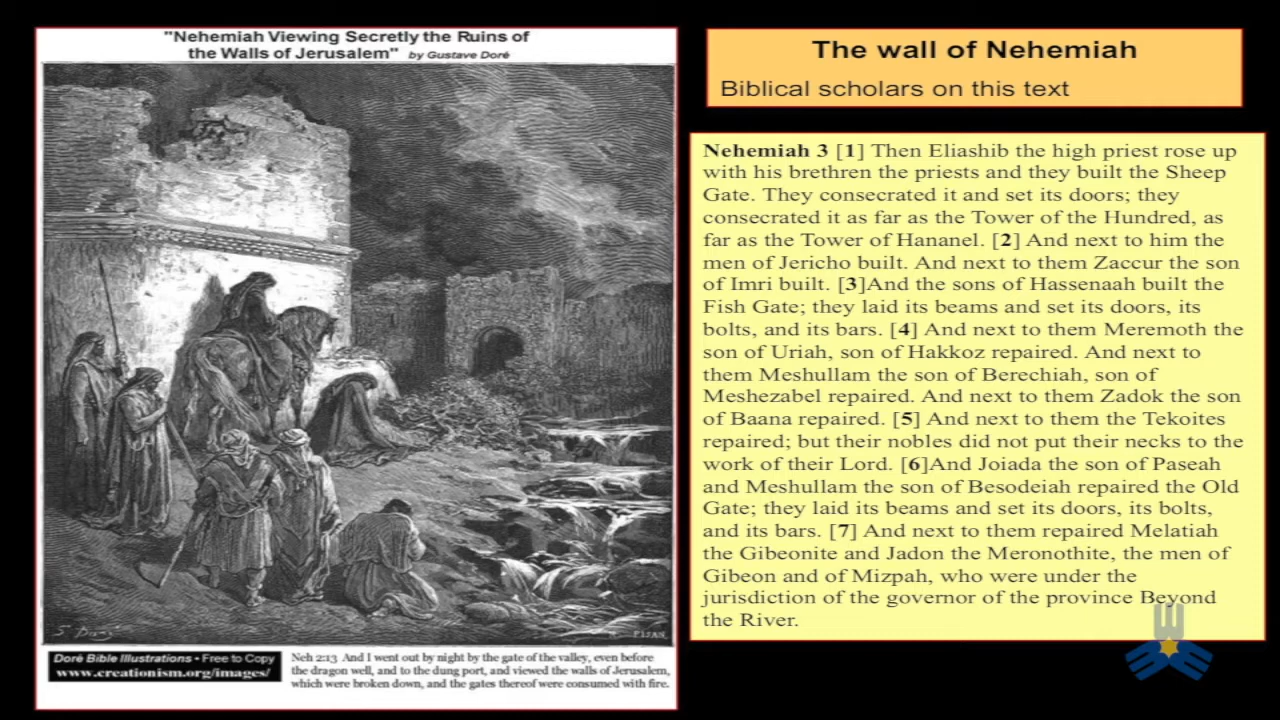 "Nehemiah Viewing Secretly the Ruins of
the Walls of Jerusalem" by Gustave Doré
S Doré
PISAN
Doré Bible Illustrations • Free to Copy
www.creationism.org/images/
Neh 2:13 And I went out by night by the gate of the valley, even before
the dragon well, and to the dung port, and viewed the walls of Jerusalem,
which were broken down, and the gates thereof were consumed with fire.
The wall of Nehemiah
Biblical scholars on this text
Nehemiah 3 [1] Then Eliashib the high priest rose up
with his brethren the priests and they built the Sheep
Gate. They consecrated it and set its doors; they
consecrated it as far as the Tower of the Hundred, as
far as the Tower of Hananel. [2] And next to him the
men of Jericho built. And next to them Zaccur the son
of Imri built. [3]And the sons of Hassenaah built the
Fish Gate; they laid its beams and set its doors, its
bolts, and its bars. [4] And next to them Meremoth the
son of Uriah, son of Hakkoz repaired. And next to
them Meshullam the son of Berechiah, son of
Meshezabel repaired. And next to them Zadok the son
of Baana repaired. [5] And next to them the Tekoites
repaired; but their nobles did not put their necks to the
work of their Lord. [6]And Joiada the son of Paseah
and Meshullam the son of Besodeiah repaired the Old
Gate; they laid its beams and set its doors, its bolts,
and its bars. [7] And next to them repaired Melatiah
the Gibeonite and Jadon the Meronothite, the men of
Gibeon and of Mizpah, who were under the
jurisdiction of the governor of the province Beyond
the River.